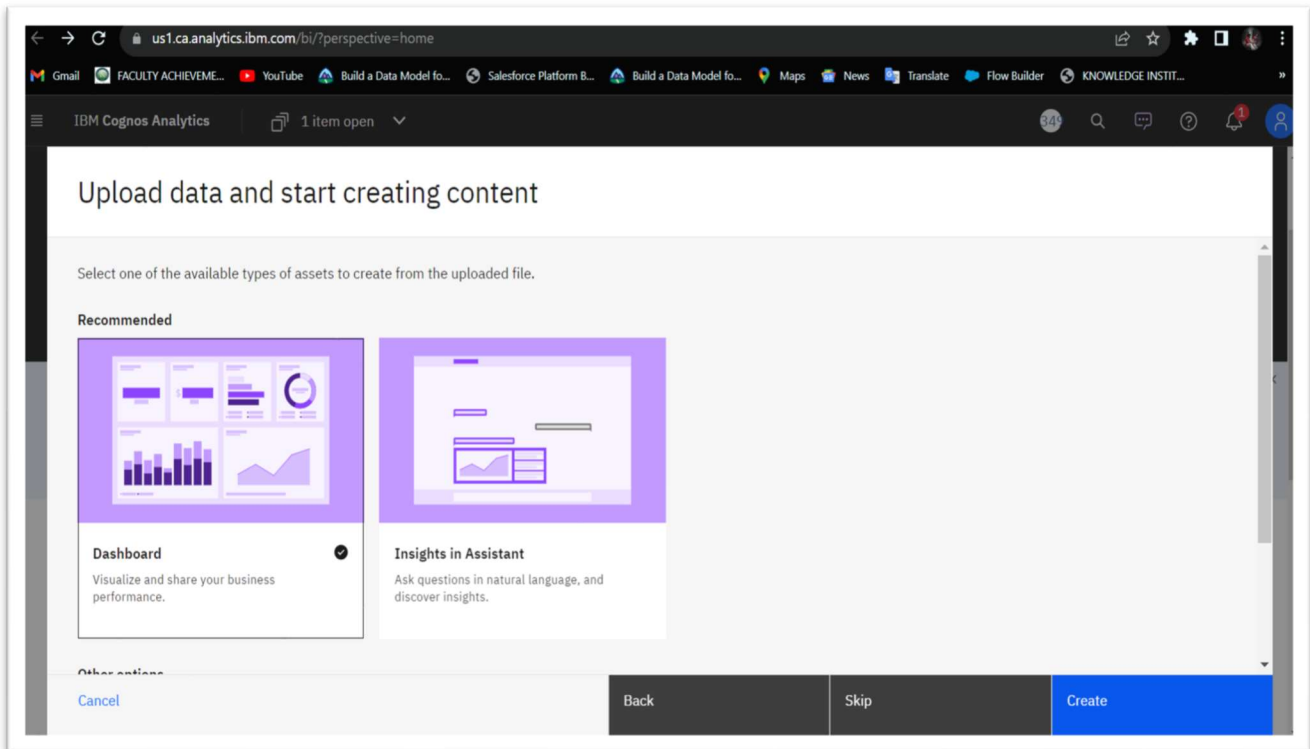 us1.ca.analytics.ibm.com/bi/?perspective=home
Gmail FACULTY ACHIEVEME... YouTube Build a Data Model fo... Salesforce Platform B... Build a Data Model fo... Maps News Translate Flow Builder KNOWLEDGE INSTIT... »
IBM Cognos Analytics 1 item open 349 1
Upload data and start creating content
Select one of the available types of assets to create from the uploaded file.
Recommended
Dashboard
Visualize and share your business
performance.
Insights in Assistant
Ask questions in natural language, and
discover insights.
Other options
Cancel Back Skip Create